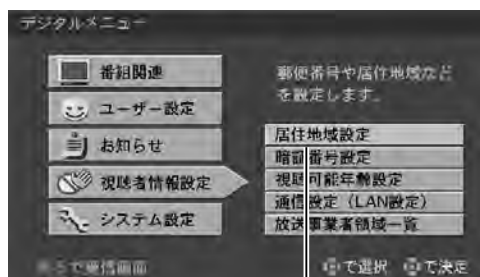 デジタルメニュー
番組関連
ユーザー設定
お知らせ
視聴者情報設定
システム設定
郵便番号や居住地域など
を設定します。
居住地域設定
暗証番号設定
視聴可能年齢設定
通信設定（LAN設定）
放送事業者領域一覧
で選択
で決定